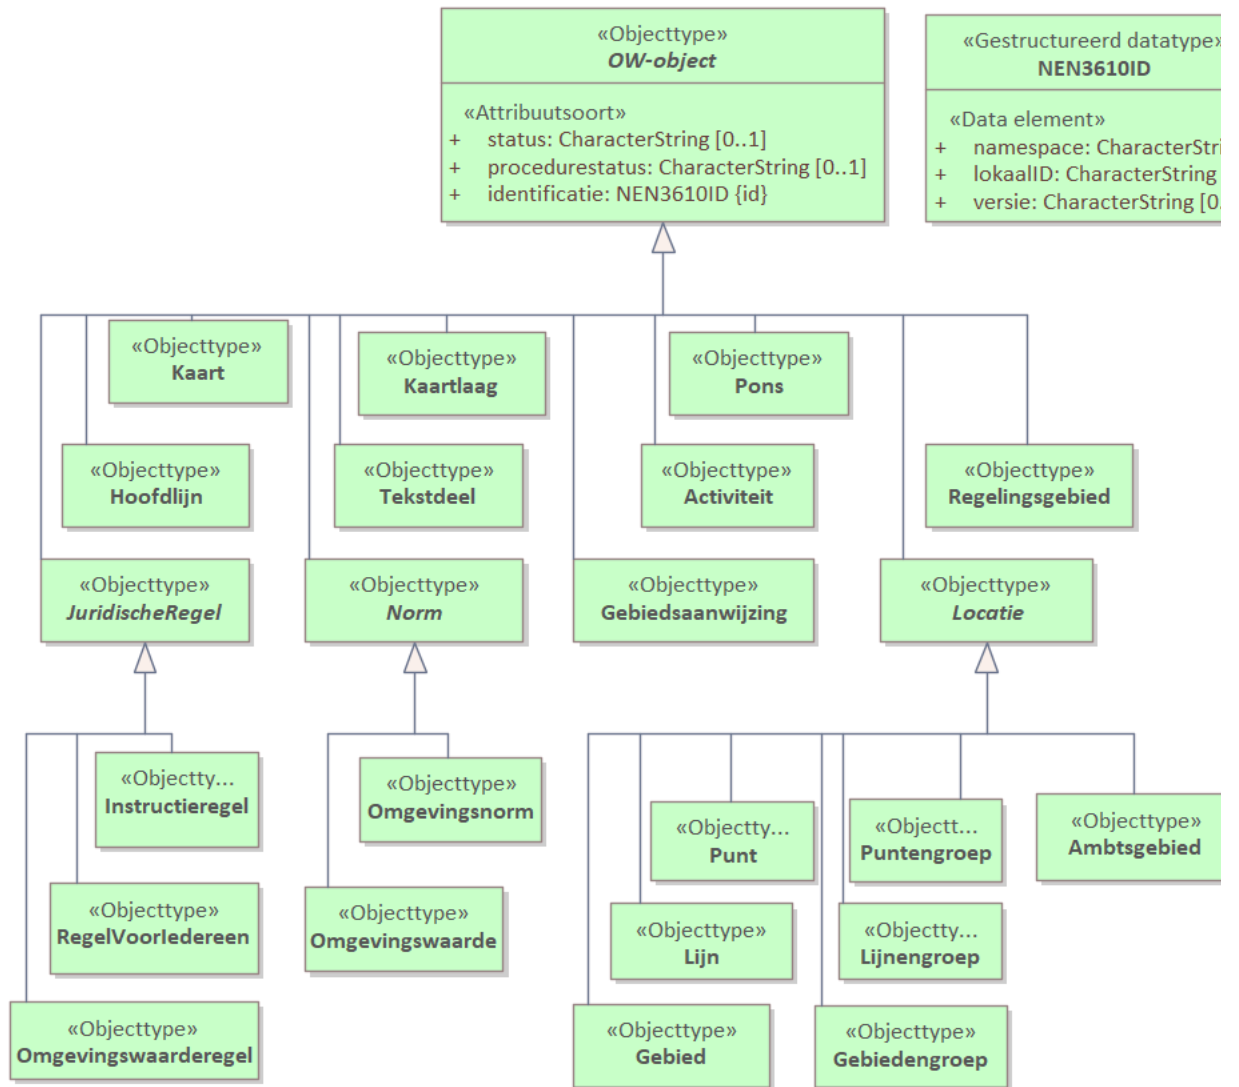 «Objecttype»
OW-object
«Attribuutsoort»
+ status: CharacterString [0..1]
+ procedurestatus: CharacterString [0..1]
+ identificatie: NEN3610ID {id}
«Gestructureerd datatype»
NEN3610ID
«Data element»
+ namespace: CharacterStri
+ lokaalID: CharacterString
+ versie: CharacterString [0.
«Objecttype»
Kaart
«Objecttype»
Kaartlaag
«Objecttype»
Pons
«Objecttype»
Hoofdlijn
«Objecttype»
Tekstdeel
«Objecttype»
Activiteit
«Objecttype»
Regelingsgebied
«Objecttype»
JuridischeRegel
«Objecttype»
Norm
«Objecttype»
Gebiedsaanwijzing
«Objecttype»
Locatie
«Objectty...
Instructieregel
«Objecttype»
Omgevingsnorm
«Objectty...
Punt
«Objectt...
Puntengroep
«Objecttype»
Ambtsgebied
«Objecttype»
RegelVoorIedereen
«Objecttype»
Omgevingswaarde
«Objecttype»
Lijn
«Objectty...
Lijnengroep
«Objecttype»
Omgevingswaarderegel
«Objecttype»
Gebied
«Objecttype»
Gebiedengroep